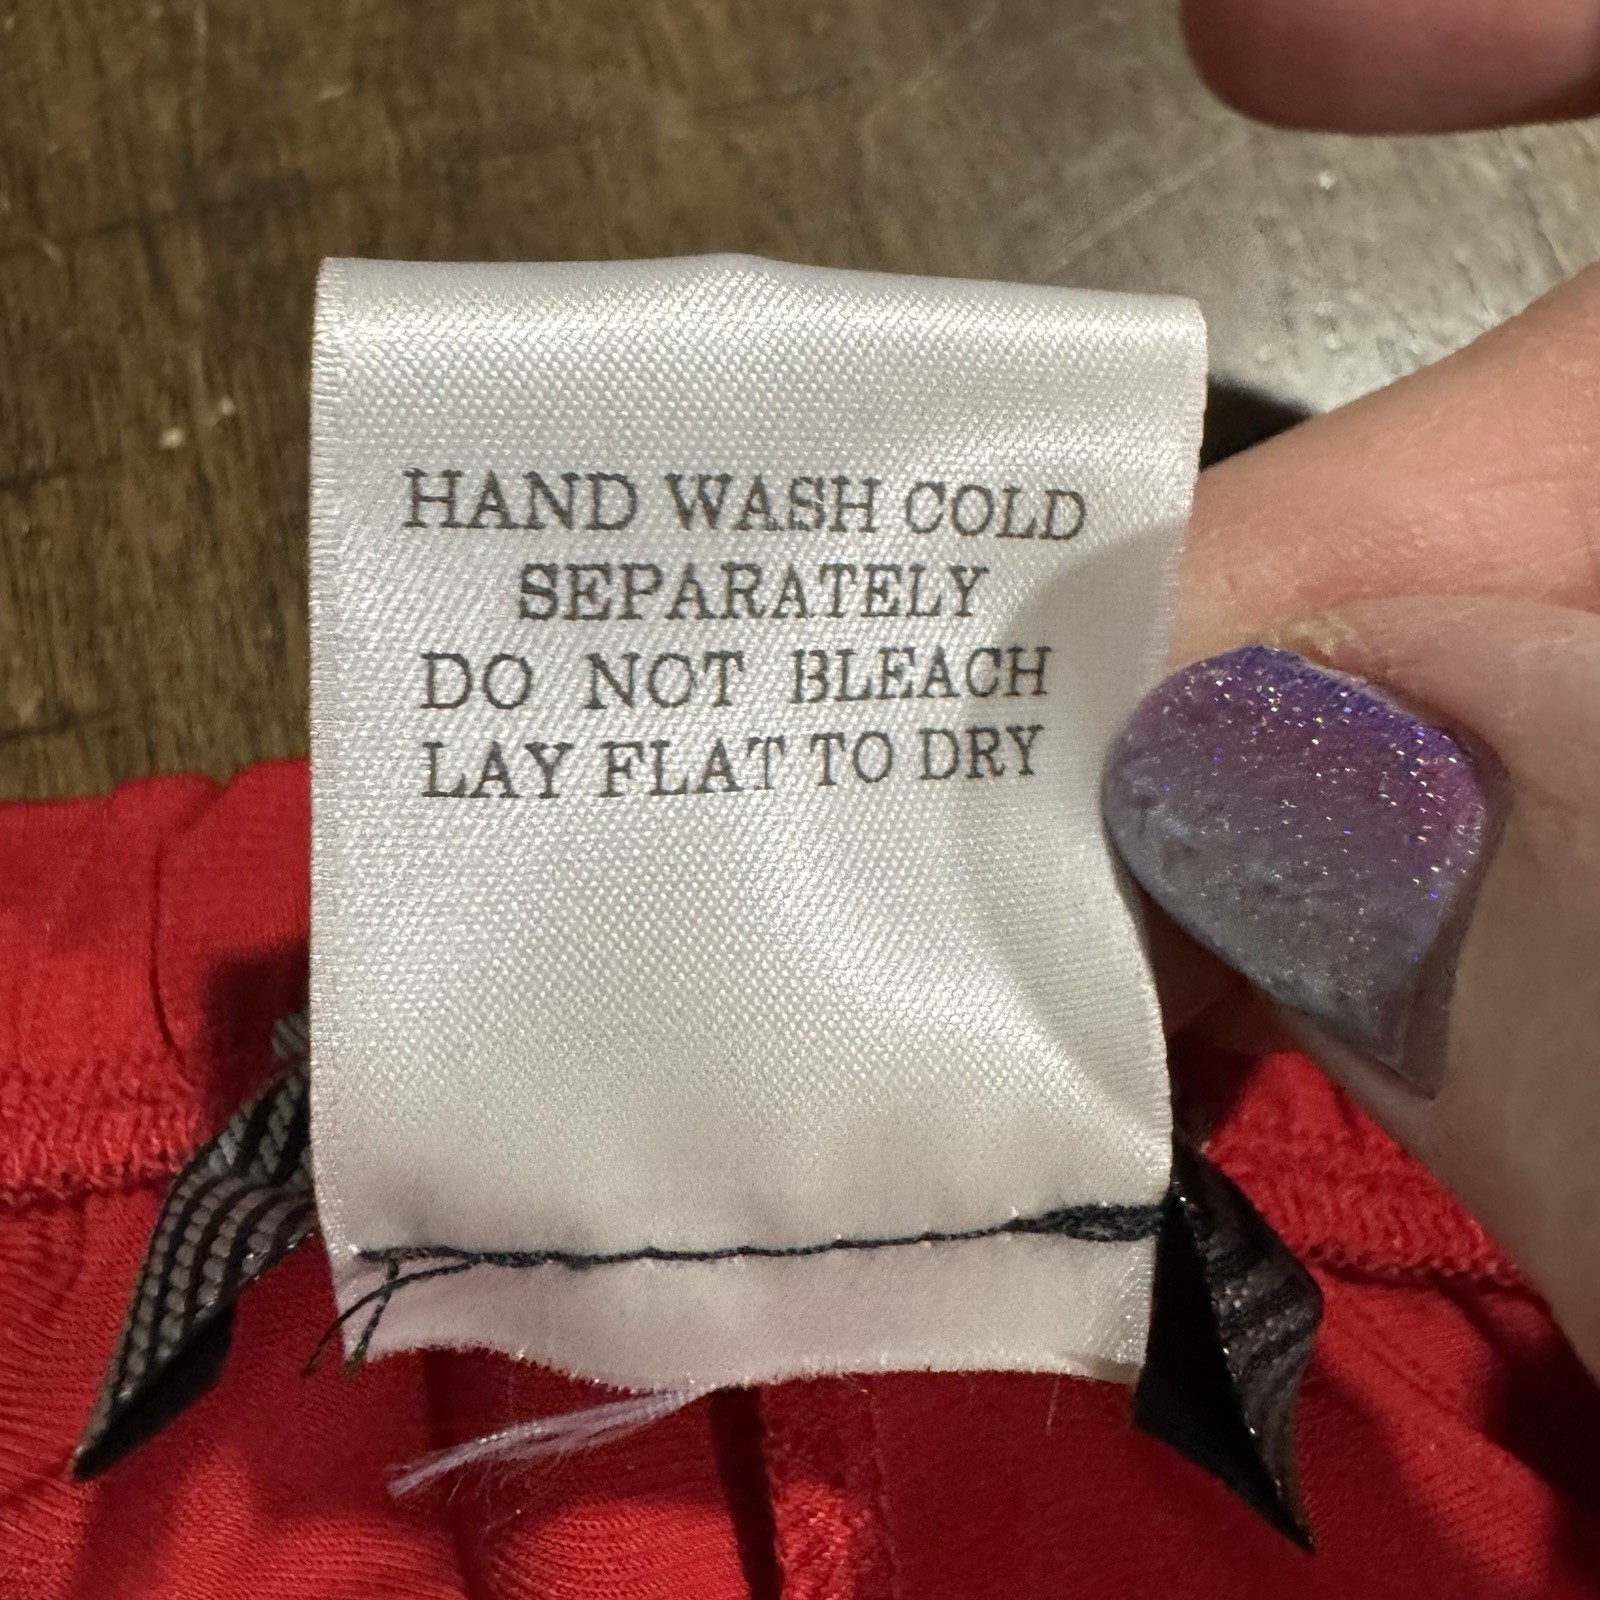 HAND WASH COLD
SEPARATELY
DO NOT BLEACH
LAY FLAT TO DRY